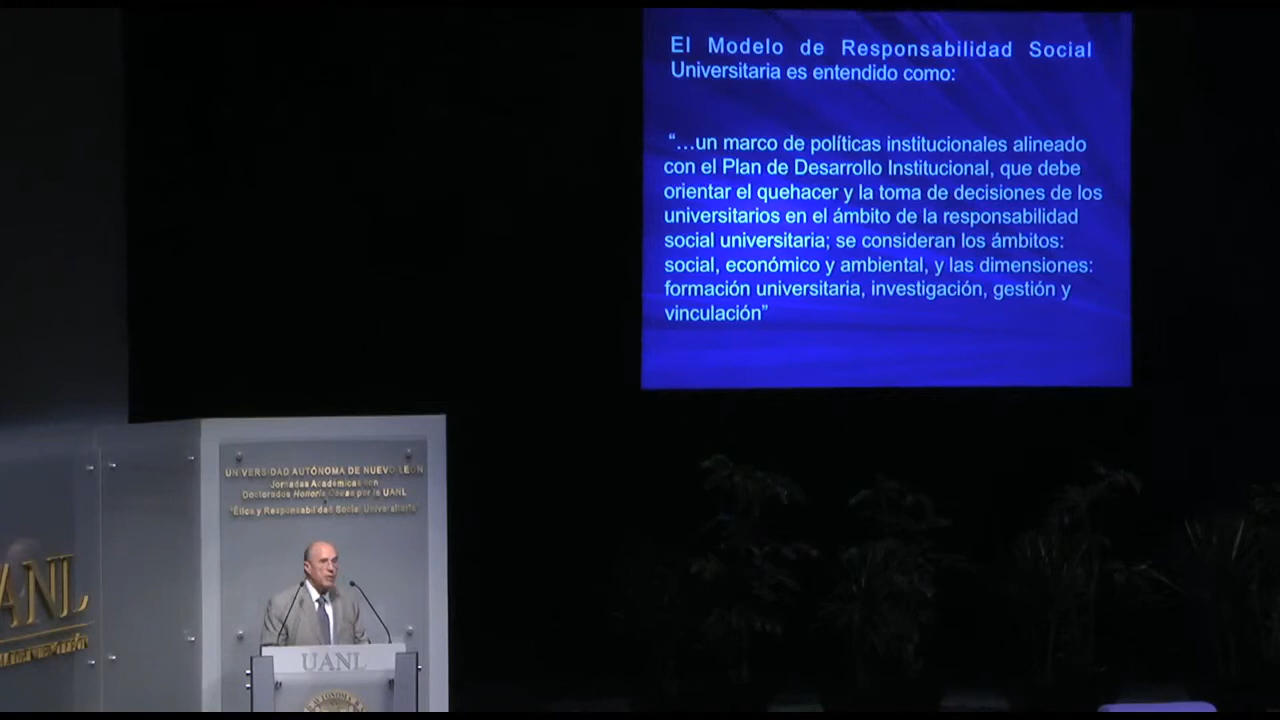 El Modelo de Responsabilidad Social
Universitaria es entendido como:
“...un marco de políticas institucionales alineado
con el Plan de Desarrollo Institucional, que debe
orientar el quehacer y la toma de decisiones de los
universitarios en el ámbito de la responsabilidad
social universitaria; se consideran los ámbitos:
social, económico y ambiental, y las dimensiones:
formación universitaria, investigación, gestión y
vinculación”
UNIVERSIDAD AUTÓNOMA DE NUEVO LEÓN
Jornadas Académicas con
Doctorados Honoris Causa por la UANL
"Ética y Responsabilidad Social Universitaria"
UANL
DE NUEVO LEÓN
UANL